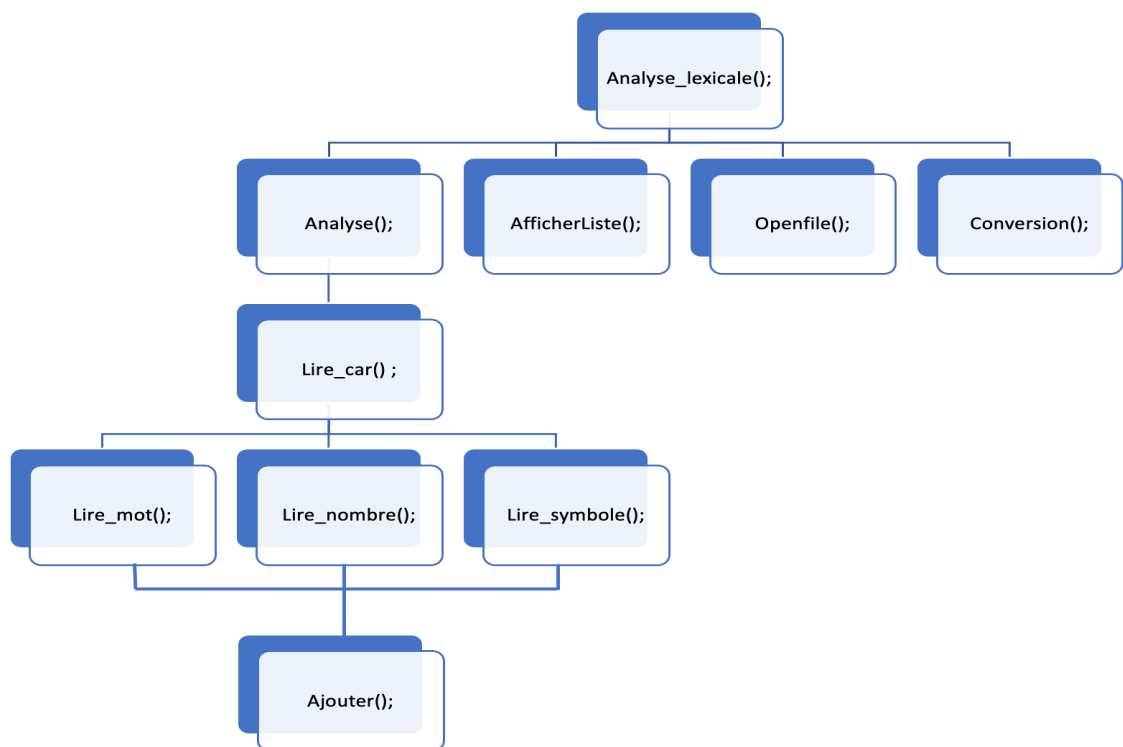 Analyse_lexicale();
Analyse();
AfficherListe();
Openfile();
Conversion();
Lire_car() ;
Lire_mot();
Lire_nombre();
Lire_symbole();
Ajouter();